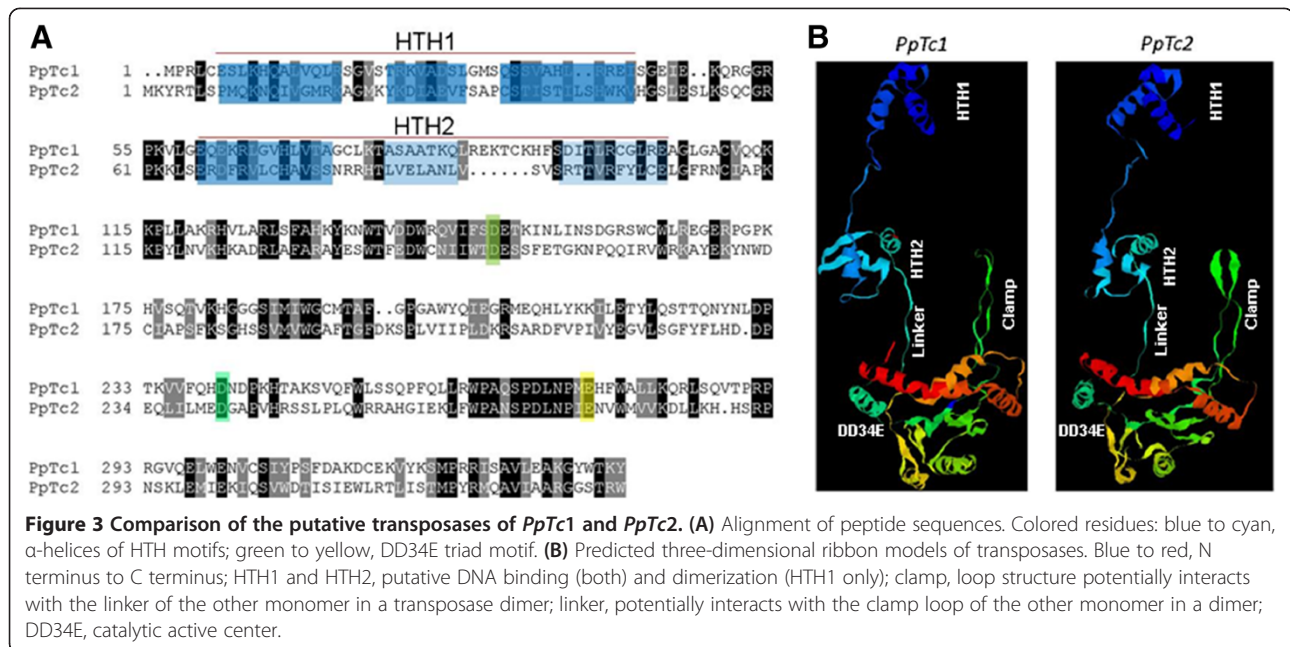 A
HTH1
PpTc1 1 ..MPRLCESLKHQALVQLRSGVSTRKVADSLGMSQSSVAHL..RREISGEIE.KQRGGR
PpTc2 1 MKYRTLSPMQKNQIVGMRKAGMKYKDIAEVFSAPCSTISTILSHWKVHGSLESLKSQCGR
HTH2
PpTc1 55 PKVLGEQEKRLGVHLVTAGCLKTASAATKQLREKTCKHFSDITLRCGLREAGLGACVQQK
PpTc2 61 PKKLSERDFRVLCHAVSSNRRHTLVELANLV......SVSRTTVRFYLCELGFRNCIAPK
PpTc1 115 KPLLAKRHVLARLSFAHKYKNWTVDDWRQVIFSDETKINLINSDGRSWCWLREGERPGPK
PpTc2 115 KPYLNVKHKADRLAFARAYESWTFEDWCNIIWTDESSFETGKNPQQIRVWRKAYEKYNWD
PpTc1 175 HVSQTVKHGGGSIMIWGCMTAF..GPGAWYQIEGRMEQHLYKKILETYLQSTTQNYNLDP
PpTc2 175 CIAPSFKSGHSSVMVWGAFTGFDKSPLVIIPLDKRSARDFVPIVYEGVLSGFYFLHD.DP
PpTc1 233 TKVVFQHDNDPKHTAKSVQFWLSSQPFQLLRWPAQSPDLNPMEHFWALLKQRLSQVTPRP
PpTc2 234 EQLILMEDGAPVHRSSLPLQWRRAHGIEKLFWPANSPDLNPIENVWMVVKDLLKH.HSRP
PpTc1 293 RGVQELWENVCSIYPSFDAKDCEKVYKSMPRRISAVLEAKGYWTKY
PpTc2 293 NSKLEMIEKIQSVWDTISIEWLRTLISTMPYRMQAVIAARGGSTRW
B
PpTc1 PpTc2
HTH1 HTH1
HTH2 HTH2
Clamp Clamp
Linker Linker
DD34E DD34E
Figure 3 Comparison of the putative transposases of PpTc1 and PpTc2. (A) Alignment of peptide sequences. Colored residues: blue to cyan,
α-helices of HTH motifs; green to yellow, DD34E triad motif. (B) Predicted three-dimensional ribbon models of transposases. Blue to red, N
terminus to C terminus; HTH1 and HTH2, putative DNA binding (both) and dimerization (HTH1 only); clamp, loop structure potentially interacts
with the linker of the other monomer in a transposase dimer; linker, potentially interacts with the clamp loop of the other monomer in a dimer;
DD34E, catalytic active center.